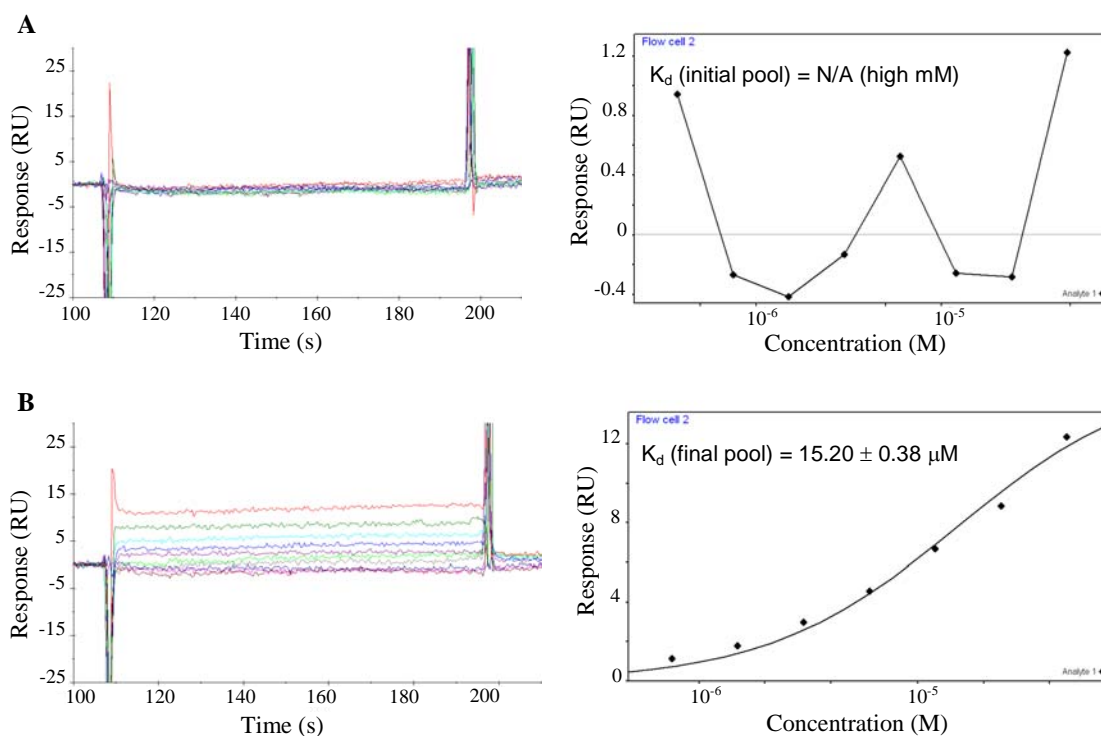 A
Response (RU)
25
15
5
-5
-15
-25
100 120 140 160 180 200
Time (s)
Flow cell 2
K_d (initial pool) = N/A (high mM)
Response (RU)
1.2
0.8
0.4
0
-0.4
10^-6 10^-5
Analyte 1
Concentration (M)
B
Response (RU)
25
15
5
-5
-15
-25
100 120 140 160 180 200
Time (s)
Flow cell 2
K_d (final pool) = 15.20 ± 0.38 µM
Response (RU)
12
8
4
0
10^-6 10^-5
Analyte 1
Concentration (M)